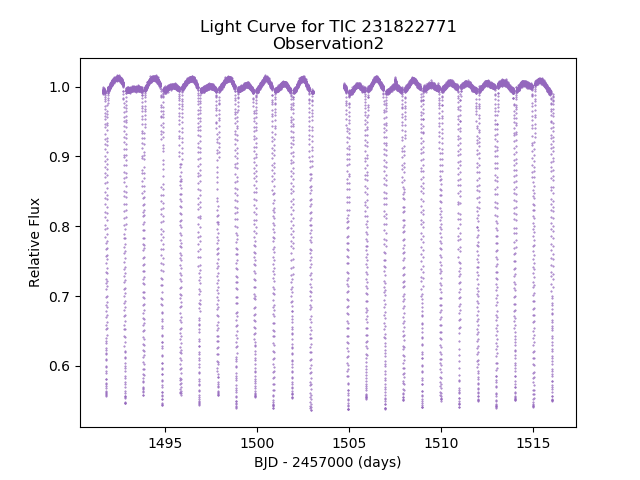 Light Curve for TIC 231822771
Observation2
1.0
0.9
0.8
0.7
0.6
Relative Flux
1495
1500
1505
1510
1515
BJD - 2457000 (days)